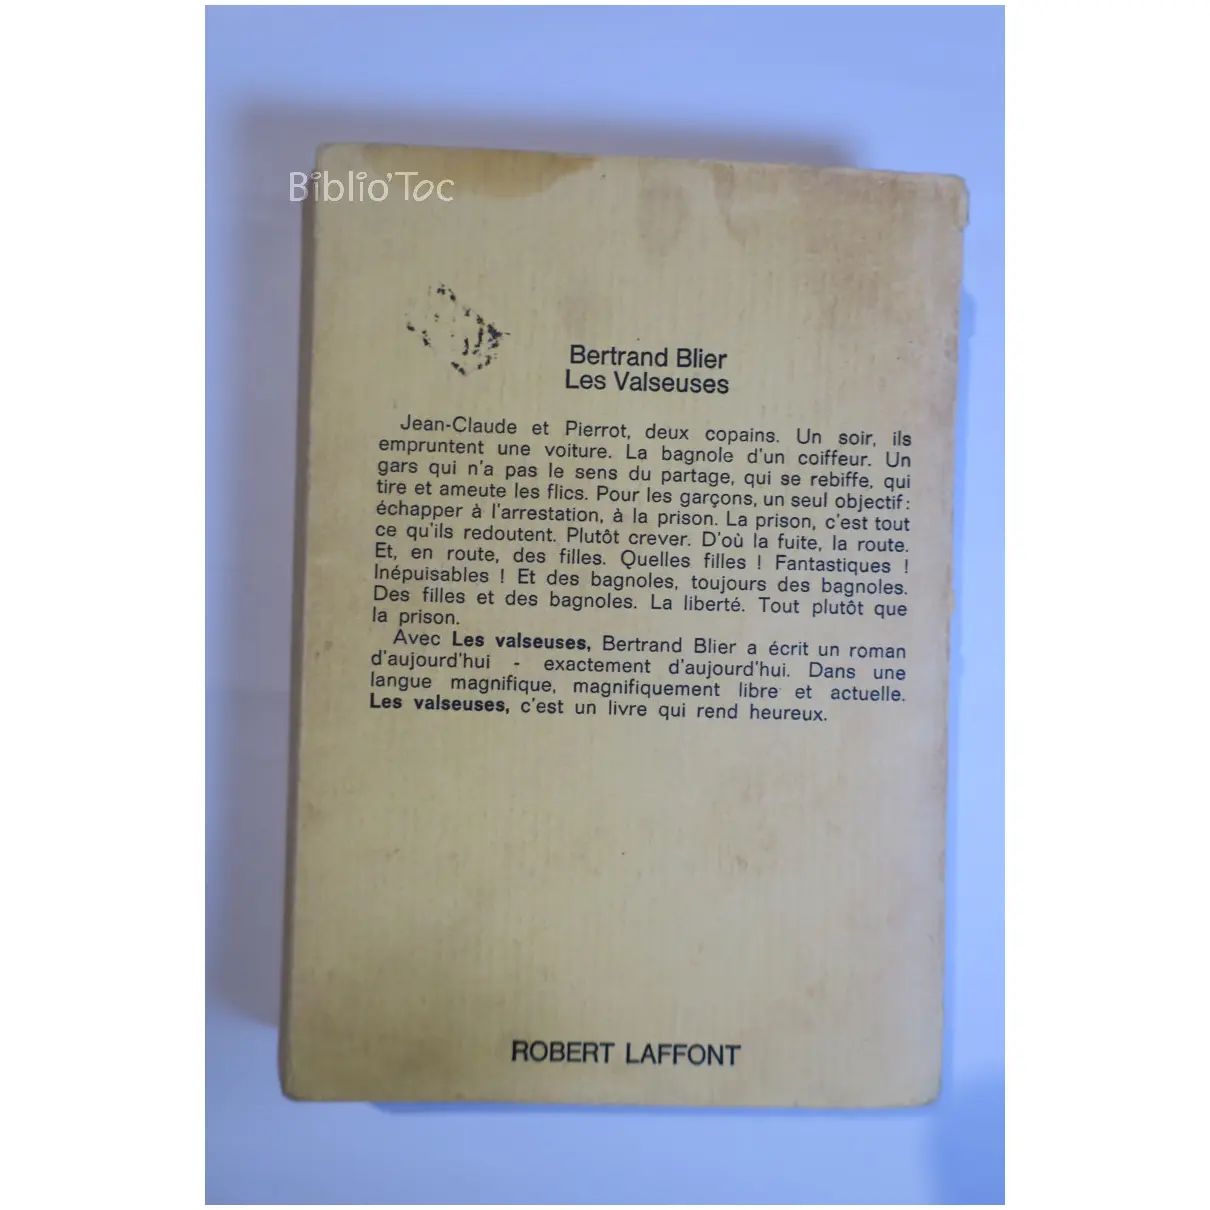 Biblio'Toc
Bertrand Blier
Les Valseuses
Jean-Claude et Pierrot, deux copains. Un soir, ils
empruntent une voiture. La bagnole d'un coiffeur. Un
gars qui n'a pas le sens du partage, qui se rebiffe, qui
tire et ameute les flics. Pour les garçons, un seul objectif :
échapper à l'arrestation, à la prison. La prison, c'est tout
ce qu'ils redoutent. Plutôt crever. D'où la fuite, la route.
Et, en route, des filles. Quelles filles ! Fantastiques !
Inépuisables ! Et des bagnoles, toujours des bagnoles.
Des filles et des bagnoles. La liberté. Tout plutôt que
la prison.
Avec Les valseuses, Bertrand Blier a écrit un roman
d'aujourd'hui - exactement d'aujourd'hui. Dans une
langue magnifique, magnifiquement libre et actuelle.
Les valseuses, c'est un livre qui rend heureux.
ROBERT LAFFONT